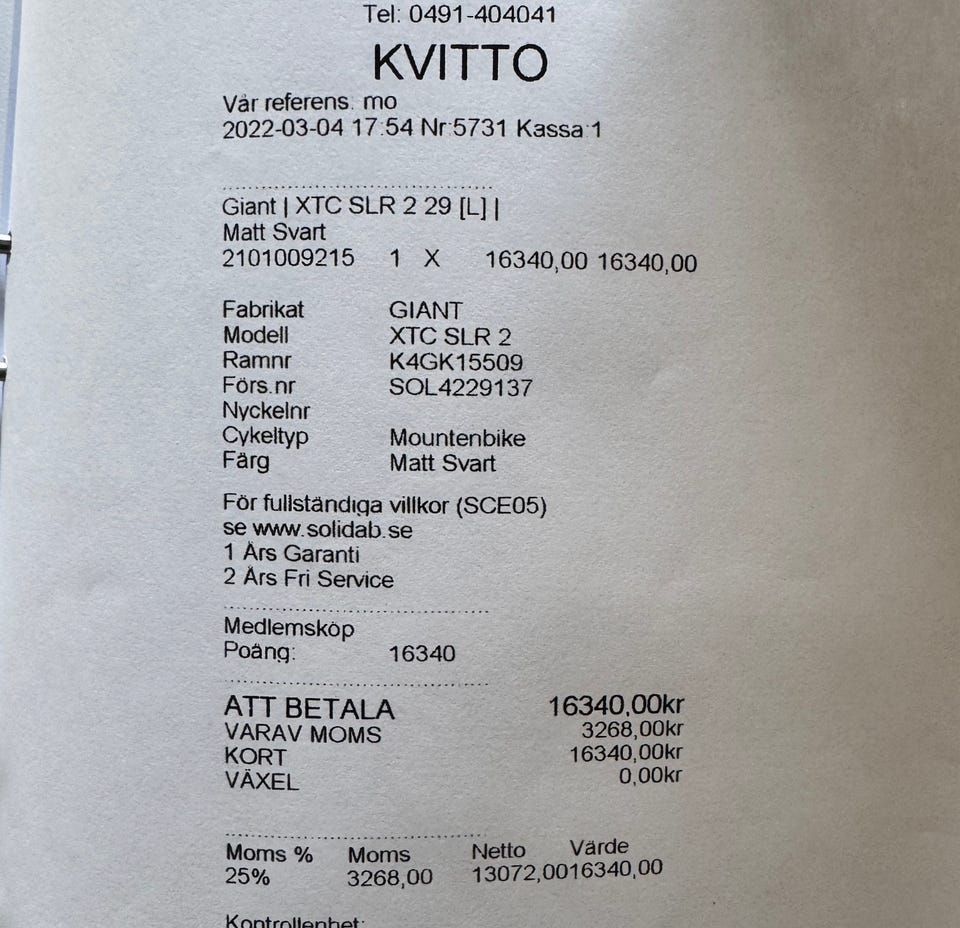 Tel: 0491-404041
KVITTO
Vår referens: mo
2022-03-04 17:54 Nr:5731 Kassa:1
Giant | XTC SLR 2 29 [L] |
Matt Svart
2101009215 1 X 16340,00 16340,00
Fabrikat GIANT
Modell XTC SLR 2
Ramnr K4GK15509
Förs.nr SOL4229137
Nyckelnr
Cykeltyp Mountenbike
Färg Matt Svart
För fullständiga villkor (SCE05)
se www.solidab.se
1 Års Garanti
2 Års Fri Service
Medlemsköp
Poäng: 16340
ATT BETALA 16340,00kr
VARAV MOMS 3268,00kr
KORT 16340,00kr
VÄXEL 0,00kr
Moms % Moms Netto Värde
25% 3268,00 13072,0016340,00
Kontrollenhet: